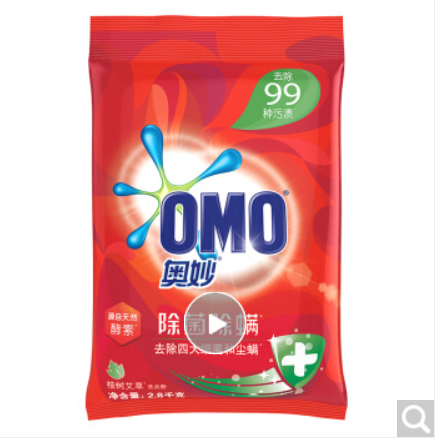 去除
99
种污渍
OMO
奥妙
源自天然
酵素
除菌除螨
去除四大细菌和尘螨
桉树艾草
净含量:2.8千克